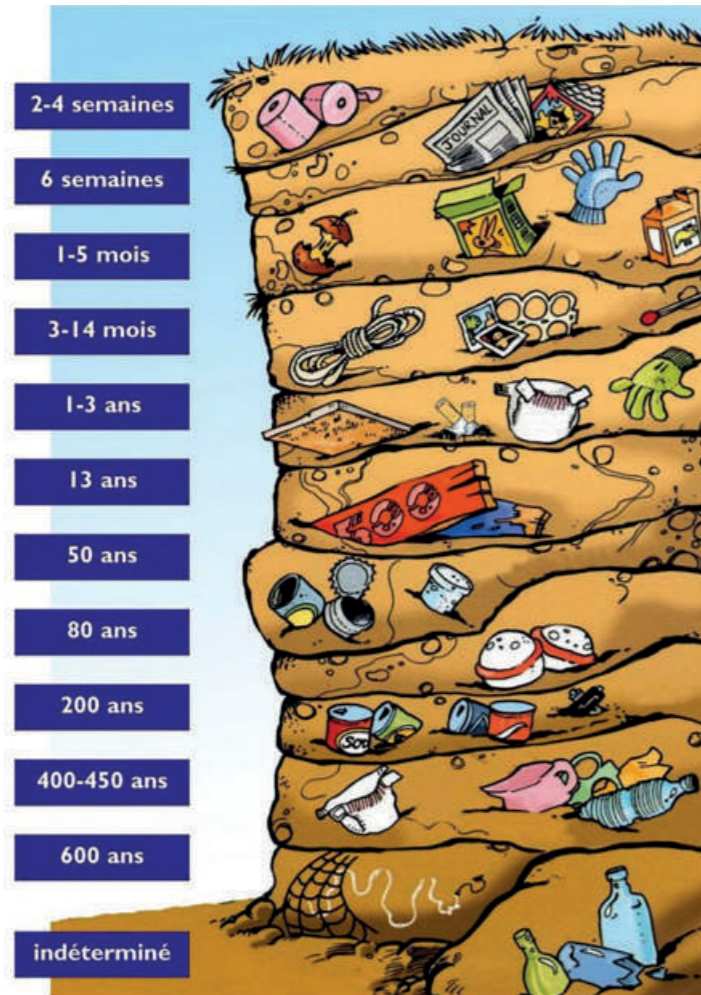 2-4 semaines
JOURNAL
6 semaines
1-5 mois
3-14 mois
1-3 ans
13 ans
50 ans
80 ans
200 ans
400-450 ans
600 ans
indéterminé